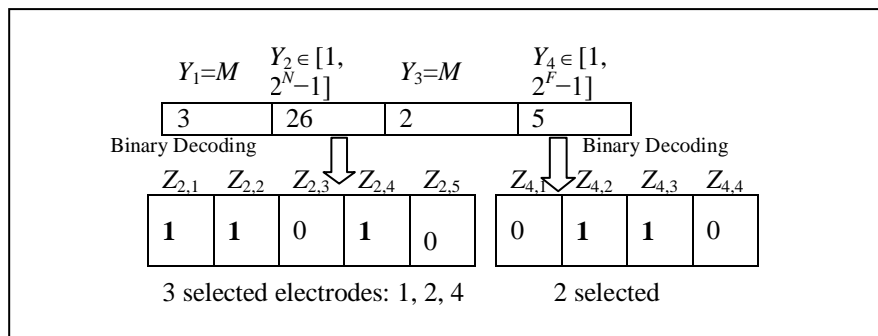 Y₁=M Y₂∈[1, 2ᴺ−1] Y₃=M Y₄∈[1, 2ꟳ−1]
3 26 2 5
Binary Decoding Binary Decoding
Z₂,₁ Z₂,₂ Z₂,₃ Z₂,₄ Z₂,₅ Z₄,₁ Z₄,₂ Z₄,₃ Z₄,₄
1 1 0 1 0 0 1 1 0
3 selected electrodes: 1, 2, 4 2 selected